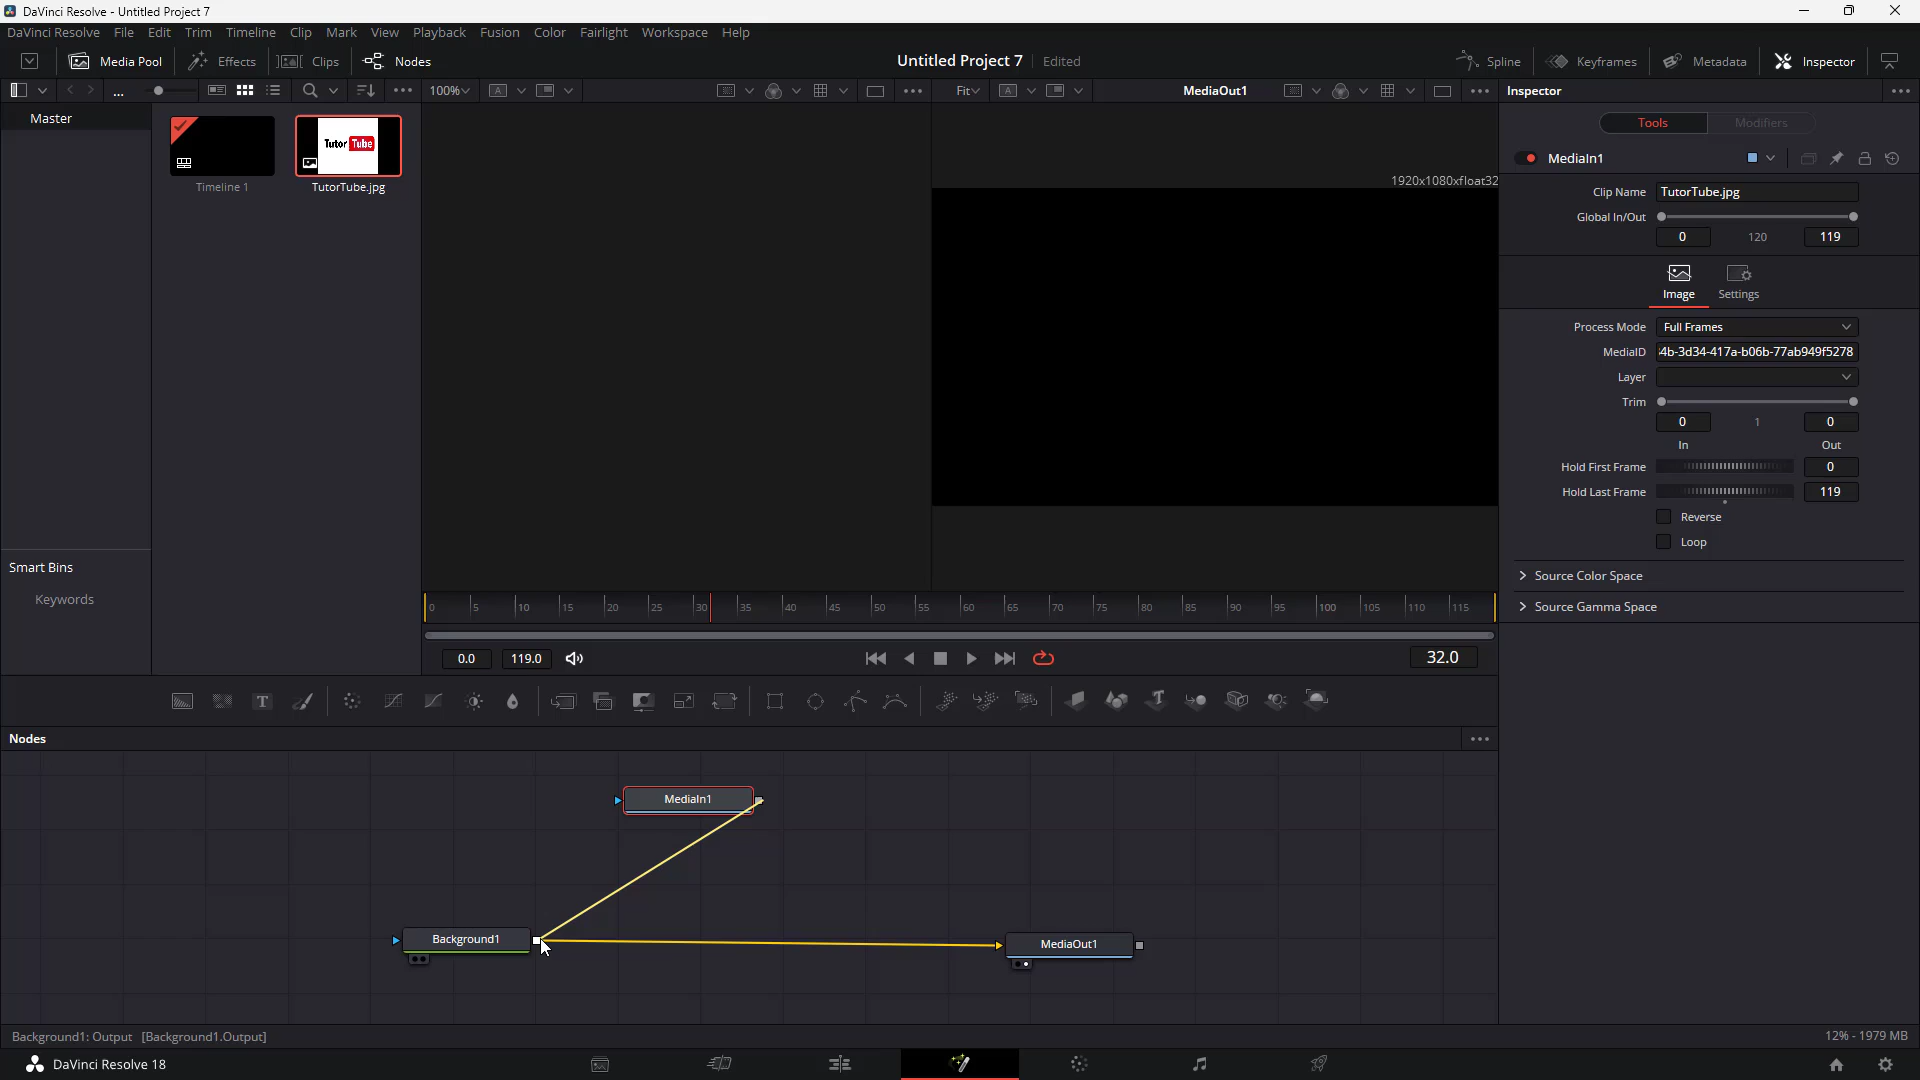 DaVinci Resolve - Untitled Project 7
DaVinci Resolve File Edit Trim Timeline Clip Mark View Playback Fusion Color Fairlight Workspace Help
Media Pool Effects Clips Nodes Untitled Project 7 Edited Spline Keyframes Metadata Inspector
... 100% A Fit A MediaOut1 Inspector
Master
Tutor Tube
Timeline 1 TutorTube.jpg
1920x1080xfloat32
Tools Modifiers
MediaIn1
Clip Name TutorTube.jpg
Global In/Out
0 120 119
Image Settings
Process Mode Full Frames
MediaID 4b-3d34-417a-b06b-77ab949f5278
Layer
Trim
0 1 0
In Out
Hold First Frame 0
Hold Last Frame 119
Reverse
Loop
Source Color Space
Source Gamma Space
Smart Bins
Keywords
0 5 10 15 20 25 30 35 40 45 50 55 60 65 70 75 80 85 90 95 100 105 110 115
0.0 119.0 32.0
T T
Nodes
MediaIn1
Background1
MediaOut1
Background1: Output [Background1.Output] 12% - 1979 MB
DaVinci Resolve 18